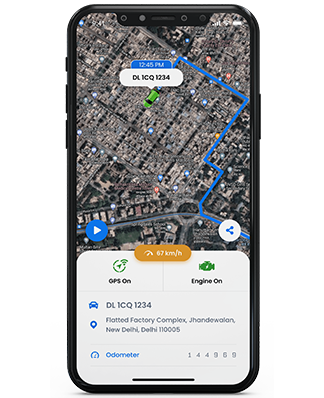 12:45 PM
DL 1CQ 1234
67 km/h
GPS On
Engine On
DL 1CQ 1234
Flatted Factory Complex, Jhandewalan,
New Delhi, Delhi 110005
Odometer
1 4 4 9 6 9